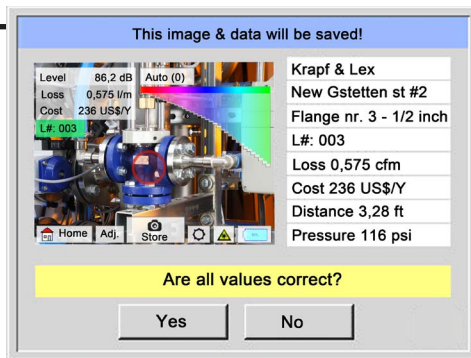 This image & data will be saved!
Level 86,2 dB Auto (0)
Loss 0,575 l/m
Cost 236 US$/Y
L#: 003
Home Adj. Store
Krapf & Lex
New Gstetten st #2
Flange nr. 3 - 1/2 inch
L#: 003
Loss 0,575 cfm
Cost 236 US$/Y
Distance 3,28 ft
Pressure 116 psi
Are all values correct?
Yes No